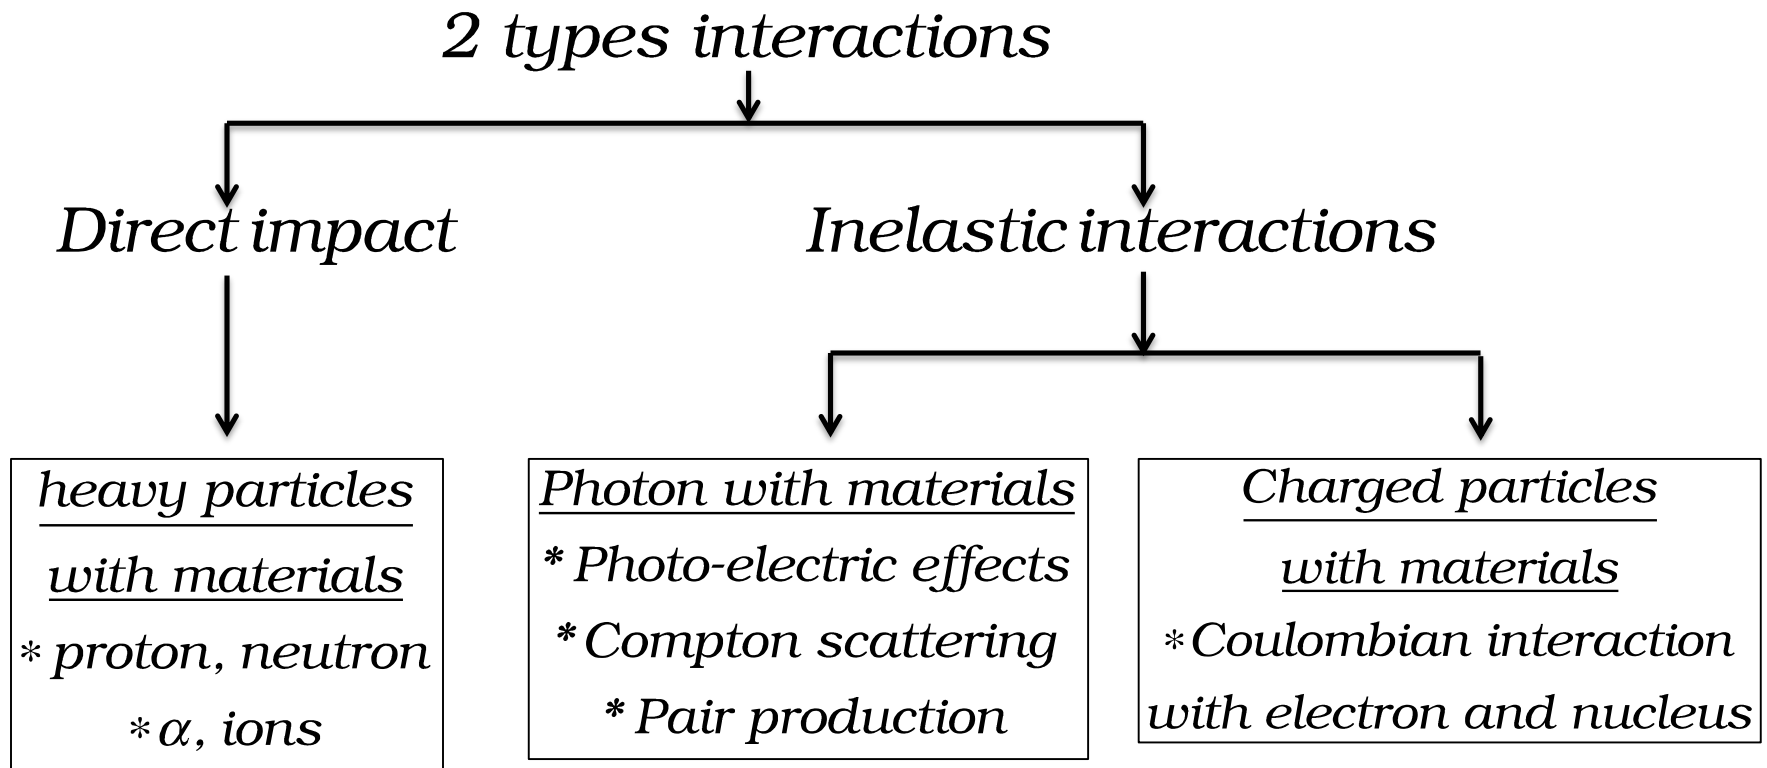 2 types interactions
Direct impact
Inelastic interactions
heavy particles
with materials
* proton, neutron
* α, ions
Photon with materials
* Photo-electric effects
* Compton scattering
* Pair production
Charged particles
with materials
* Coulombian interaction
with electron and nucleus